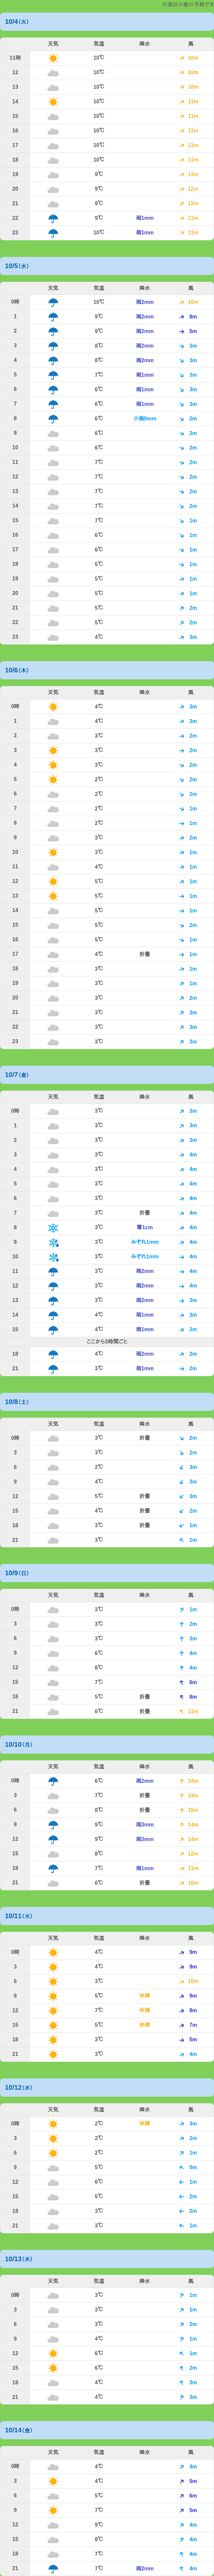 ※涸沢小屋の予報です
10/4(火)
天気 気温 降水 風
11時 10℃ 10m
12 10℃ 10m
13 10℃ 10m
14 10℃ 11m
15 10℃ 11m
16 10℃ 11m
17 10℃ 11m
18 10℃ 11m
19 9℃ 11m
20 9℃ 12m
21 9℃ 12m
22 9℃ 雨1mm 11m
23 10℃ 雨1mm 11m
10/5(水)
天気 気温 降水 風
0時 10℃ 雨2mm 10m
1 9℃ 雨2mm 8m
2 9℃ 雨2mm 5m
3 8℃ 雨2mm 3m
4 8℃ 雨2mm 3m
5 7℃ 雨1mm 3m
6 6℃ 雨1mm 3m
7 6℃ 雨1mm 3m
8 6℃ 小雨0mm 2m
9 6℃ 2m
10 6℃ 2m
11 7℃ 2m
12 7℃ 2m
13 7℃ 2m
14 7℃ 2m
15 7℃ 1m
16 6℃ 1m
17 6℃ 1m
18 5℃ 1m
19 5℃ 1m
20 5℃ 1m
21 5℃ 2m
22 5℃ 2m
23 4℃ 3m
10/6(木)
天気 気温 降水 風
0時 4℃ 3m
1 4℃ 3m
2 3℃ 2m
3 3℃ 2m
4 3℃ 2m
5 2℃ 2m
6 2℃ 2m
7 2℃ 1m
8 2℃ 1m
9 3℃ 2m
10 3℃ 1m
11 4℃ 1m
12 5℃ 1m
13 5℃ 1m
14 5℃ 1m
15 5℃ 2m
16 5℃ 1m
17 4℃ 折畳 1m
18 3℃ 1m
19 3℃ 1m
20 3℃ 2m
21 3℃ 3m
22 3℃ 3m
23 3℃ 3m
10/7(金)
天気 気温 降水 風
0時 3℃ 3m
1 3℃ 3m
2 3℃ 3m
3 3℃ 4m
4 3℃ 4m
5 3℃ 4m
6 3℃ 4m
7 3℃ 折畳 4m
8 3℃ 雪1cm 4m
9 3℃ みぞれ1mm 4m
10 3℃ みぞれ1mm 4m
11 3℃ 雨2mm 4m
12 3℃ 雨2mm 4m
13 3℃ 雨2mm 3m
14 4℃ 雨1mm 3m
15 4℃ 雨1mm 2m
ここから3時間ごと
18 4℃ 雨2mm 2m
21 3℃ 雨1mm 2m
10/8(土)
天気 気温 降水 風
0時 3℃ 折畳 2m
3 3℃ 2m
6 2℃ 3m
9 4℃ 3m
12 5℃ 折畳 3m
15 4℃ 折畳 2m
18 3℃ 折畳 1m
21 3℃ 1m
10/9(日)
天気 気温 降水 風
0時 3℃ 1m
3 3℃ 2m
6 3℃ 3m
9 6℃ 4m
12 8℃ 4m
15 7℃ 6m
18 5℃ 折畳 8m
21 6℃ 折畳 11m
10/10(月)
天気 気温 降水 風
0時 6℃ 雨2mm 14m
3 7℃ 折畳 14m
6 8℃ 折畳 15m
9 9℃ 雨3mm 14m
12 9℃ 雨3mm 14m
15 8℃ 12m
18 7℃ 雨1mm 11m
21 6℃ 折畳 10m
10/11(火)
天気 気温 降水 風
0時 4℃ 9m
3 4℃ 9m
6 3℃ 10m
9 5℃ 快晴 9m
12 7℃ 快晴 8m
15 5℃ 快晴 7m
18 3℃ 5m
21 3℃ 4m
10/12(水)
天気 気温 降水 風
0時 2℃ 快晴 3m
3 2℃ 2m
6 2℃ 1m
9 5℃ 0m
12 6℃ 1m
15 5℃ 2m
18 3℃ 2m
21 3℃ 1m
10/13(木)
天気 気温 降水 風
0時 3℃ 1m
3 3℃ 1m
6 3℃ 2m
9 4℃ 1m
12 6℃ 1m
15 6℃ 2m
18 4℃ 3m
21 4℃ 3m
10/14(金)
天気 気温 降水 風
0時 4℃ 4m
3 4℃ 5m
6 5℃ 6m
9 7℃ 5m
12 9℃ 4m
15 8℃ 4m
18 7℃ 4m
21 7℃ 雨2mm 4m